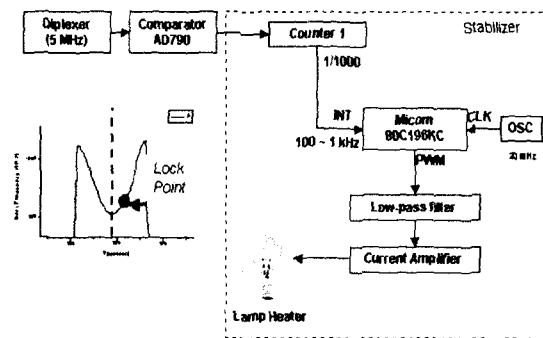 Diplexer
(5 MHz)
Comparator
AD790
Counter 1
Stabilizer
1/1000
INT
100 ~ 1 kHz
Micom
80C196KC
CLK
OSC
PWM
Lock
Point
Low-pass filter
Current Amplifier
Lamp Heater